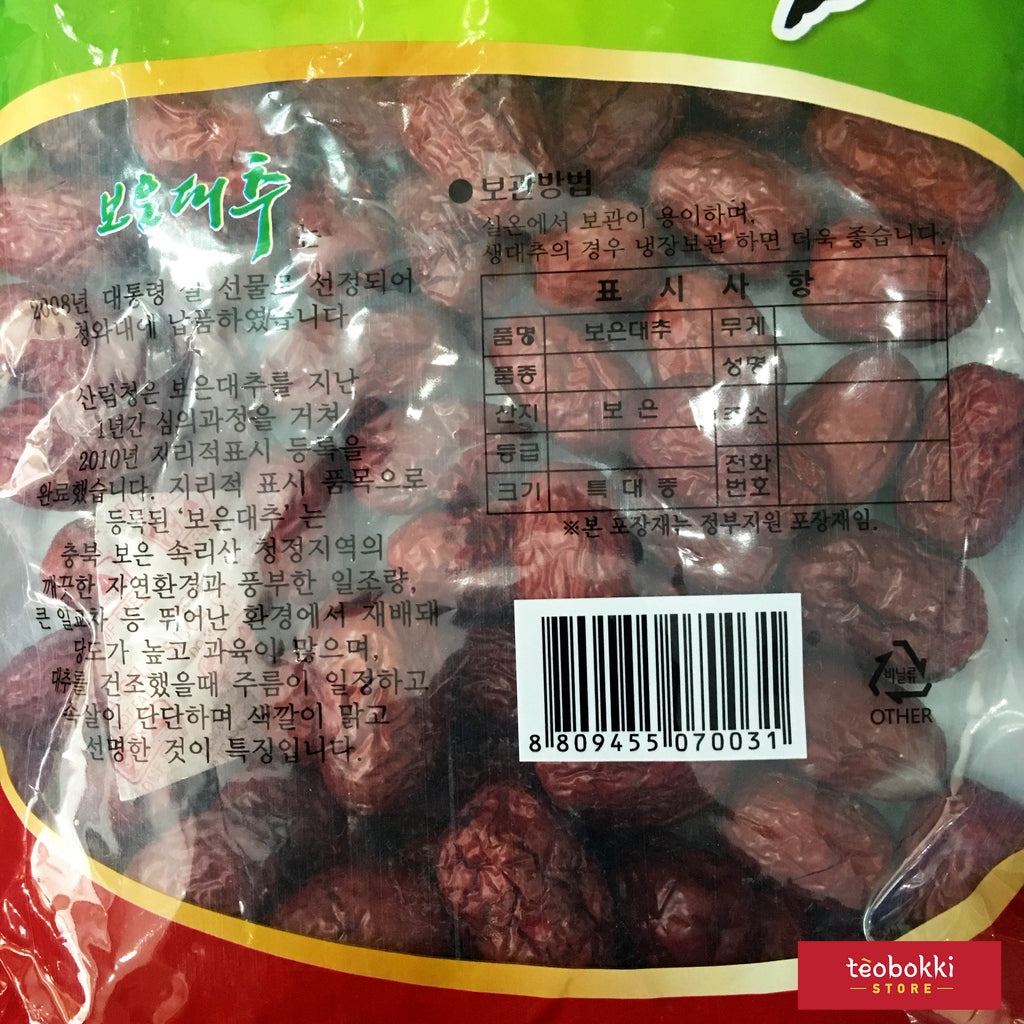 보은대추
는
2008년 대통령 설 선물로 선정되어
청와대에 납품하였습니다
산림청은 보은대추를 지난
1년간 심의과정을 거쳐
2010년 지리적표시 등록을
완료했습니다. 지리적 표시 품목으로
등록된 '보은대추' 는
충북 보은 속리산 청정지역의
깨끗한 자연환경과 풍부한 일조량,
큰 일교차 등 뛰어난 환경에서 재배돼
당도가 높고 과육이 많으며,
대추를 건조했을때 주름이 일정하고
속살이 단단하며 색깔이 맑고
선명한 것이 특징입니다.
●보관방법
실온에서 보관이 용이하며,
생대추의 경우 냉장보관 하면 더욱 좋습니다.
표 시 사 항
품명 보은대추 무게
품종 성명
산지 보 은 주소
등급
크기 특 대 중 전화번호
※본 포장재는 정부지원 포장재임.
8 809455 070031
비닐류
OTHER
tèobokki
STORE